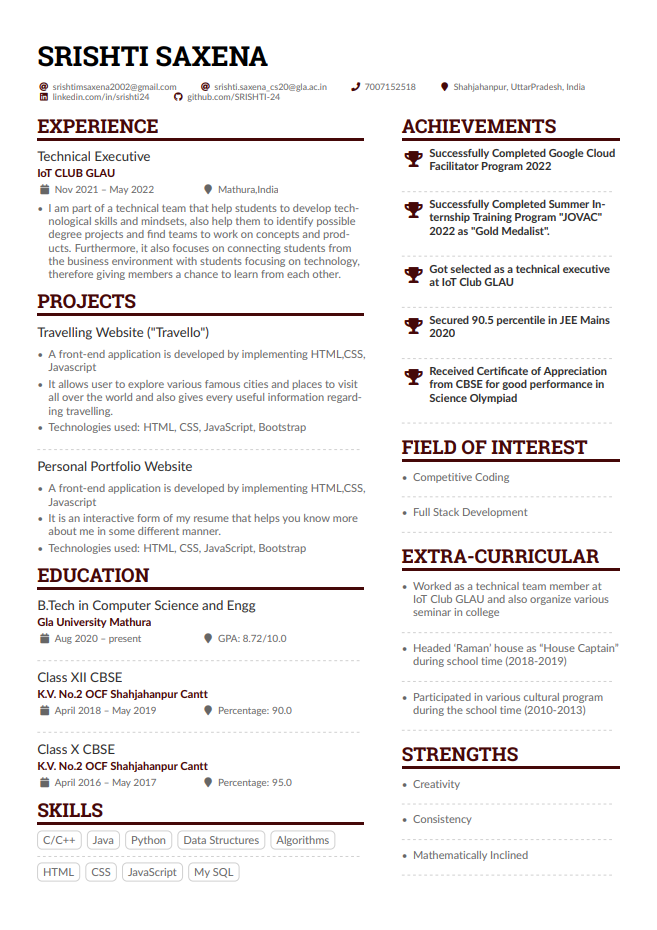 SRISHTI SAXENA
srishtimsaxena2002@gmail.com srishti.saxena_cs20@gla.ac.in 7007152518 Shahjahanpur, UttarPradesh, India
linkedin.com/in/srishti24 github.com/SRISHTI-24
EXPERIENCE
Technical Executive
IoT CLUB GLAU
Nov 2021 – May 2022 Mathura,India
• I am part of a technical team that help students to develop tech-
nological skills and mindsets, also help them to identify possible
degree projects and find teams to work on concepts and prod-
ucts. Furthermore, it also focuses on connecting students from
the business environment with students focusing on technology,
therefore giving members a chance to learn from each other.
PROJECTS
Travelling Website ("Travello")
• A front-end application is developed by implementing HTML,CSS,
Javascript
• It allows user to explore various famous cities and places to visit
all over the world and also gives every useful information regard-
ing travelling.
• Technologies used: HTML, CSS, JavaScript, Bootstrap
Personal Portfolio Website
• A front-end application is developed by implementing HTML,CSS,
Javascript
• It is an interactive form of my resume that helps you know more
about me in some different manner.
• Technologies used: HTML, CSS, JavaScript, Bootstrap
EDUCATION
B.Tech in Computer Science and Engg
Gla University Mathura
Aug 2020 – present GPA: 8.72/10.0
Class XII CBSE
K.V. No.2 OCF Shahjahanpur Cantt
April 2018 – May 2019 Percentage: 90.0
Class X CBSE
K.V. No.2 OCF Shahjahanpur Cantt
April 2016 – May 2017 Percentage: 95.0
SKILLS
C/C++ Java Python Data Structures Algorithms
HTML CSS JavaScript My SQL
ACHIEVEMENTS
Successfully Completed Google Cloud
Facilitator Program 2022
Successfully Completed Summer In-
ternship Training Program "JOVAC"
2022 as "Gold Medalist".
Got selected as a technical executive
at IoT Club GLAU
Secured 90.5 percentile in JEE Mains
2020
Received Certificate of Appreciation
from CBSE for good performance in
Science Olympiad
FIELD OF INTEREST
• Competitive Coding
• Full Stack Development
EXTRA-CURRICULAR
• Worked as a technical team member at
IoT Club GLAU and also organize various
seminar in college
• Headed ‘Raman’ house as “House Captain”
during school time (2018-2019)
• Participated in various cultural program
during the school time (2010-2013)
STRENGTHS
• Creativity
• Consistency
• Mathematically Inclined